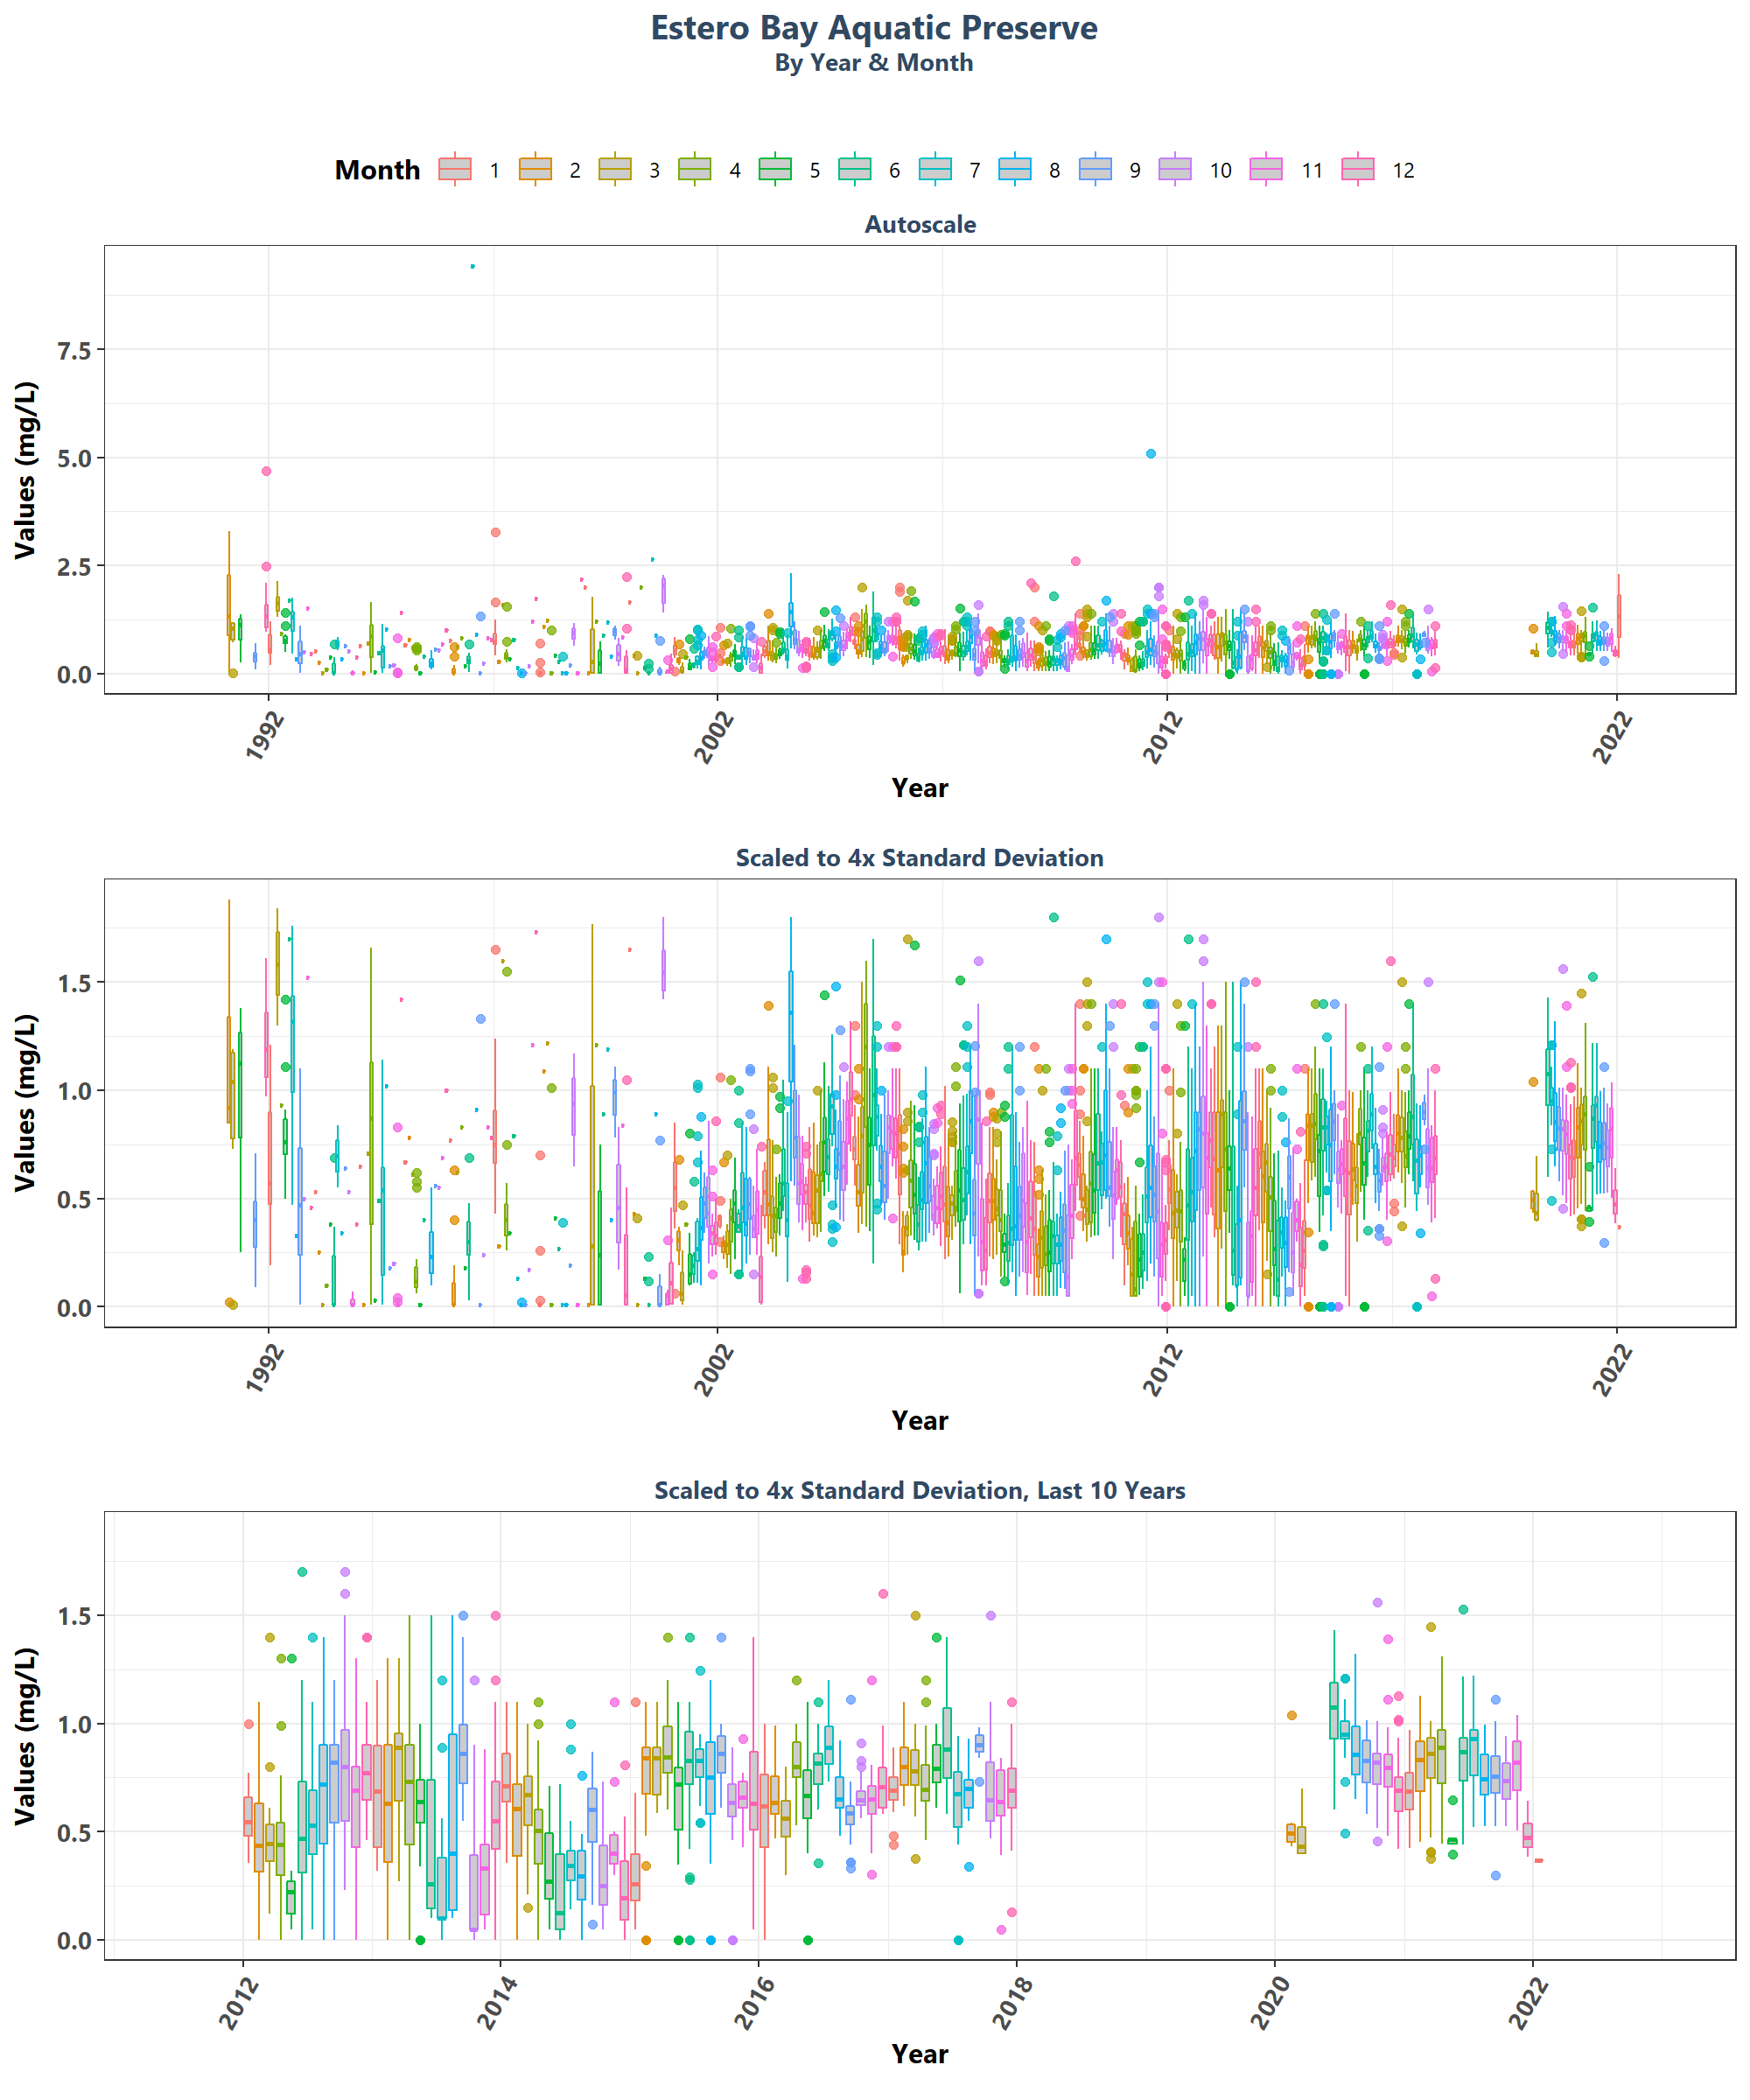 Estero Bay Aquatic Preserve
By Year & Month
Month 1 2 3 4 5 6 7 8 9 10 11 12
Autoscale
Values (mg/L)
7.5
5.0
2.5
0.0
1992 2002 2012 2022
Year
Scaled to 4x Standard Deviation
Values (mg/L)
1.5
1.0
0.5
0.0
1992 2002 2012 2022
Year
Scaled to 4x Standard Deviation, Last 10 Years
Values (mg/L)
1.5
1.0
0.5
0.0
2012 2014 2016 2018 2020 2022
Year